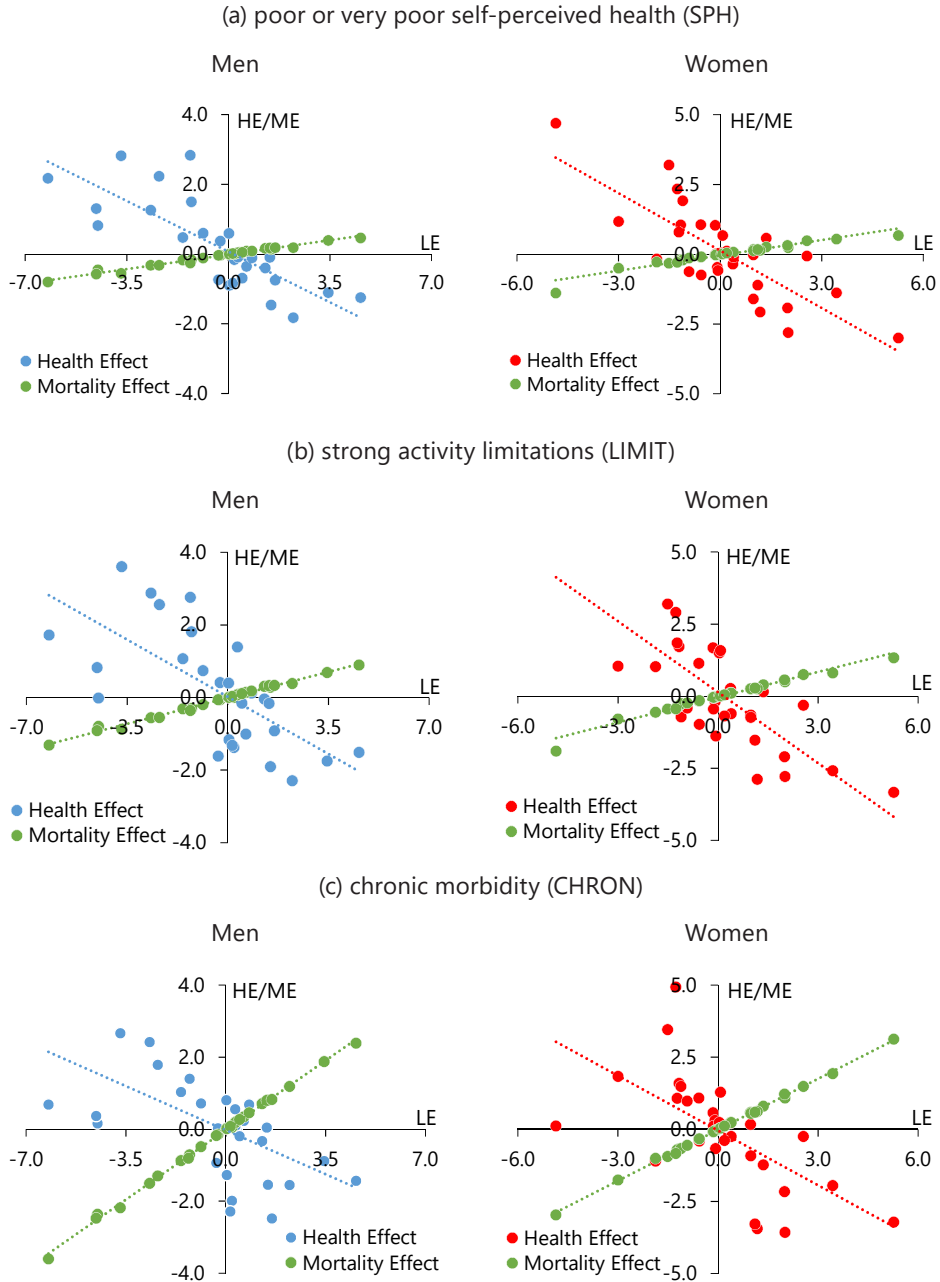 (a) poor or very poor self-perceived health (SPH)
Men
Women
4.0
HE/ME
2.0
0.0
-7.0
-3.5
0.0
3.5
7.0
LE
-2.0
-4.0
Health Effect
Mortality Effect
5.0
HE/ME
2.5
0.0
-6.0
-3.0
0.0
3.0
6.0
LE
-2.5
-5.0
Health Effect
Mortality Effect
(b) strong activity limitations (LIMIT)
Men
Women
4.0
HE/ME
2.0
0.0
-7.0
-3.5
0.0
3.5
7.0
LE
-2.0
-4.0
Health Effect
Mortality Effect
5.0
HE/ME
2.5
0.0
-6.0
-3.0
0.0
3.0
6.0
LE
-2.5
-5.0
Health Effect
Mortality Effect
(c) chronic morbidity (CHRON)
Men
Women
4.0
HE/ME
2.0
0.0
-7.0
-3.5
0.0
3.5
7.0
LE
-2.0
-4.0
Health Effect
Mortality Effect
5.0
HE/ME
2.5
0.0
-6.0
-3.0
0.0
3.0
6.0
LE
-2.5
-5.0
Health Effect
Mortality Effect